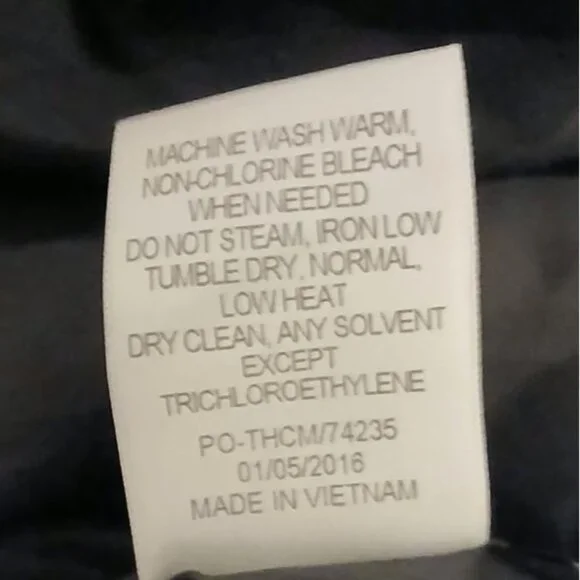 MACHINE WASH WARM,
NON-CHLORINE BLEACH
WHEN NEEDED
DO NOT STEAM, IRON LOW
TUMBLE DRY, NORMAL,
LOW HEAT
DRY CLEAN, ANY SOLVENT
EXCEPT
TRICHLOROETHYLENE
PO-THCM/74235
01/05/2016
MADE IN VIETNAM